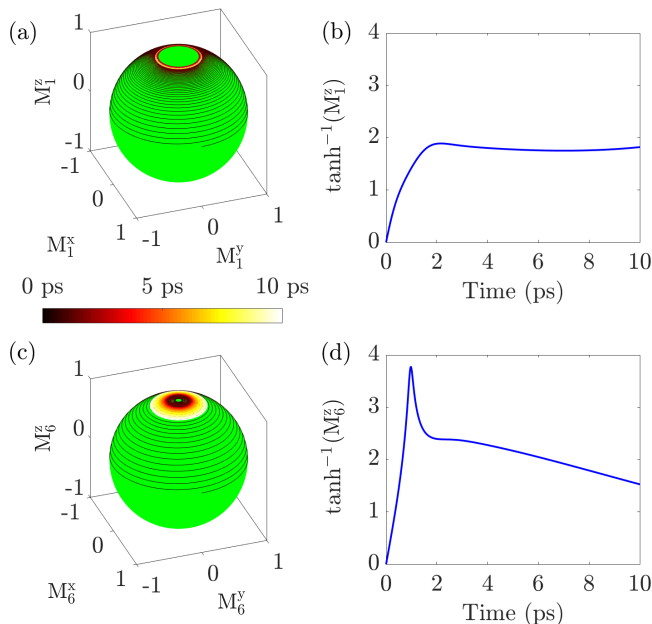 (a)
1
0
-1
M₁ᶻ
-1
0
1
M₁ˣ
-1
0
1
M₁ʸ
(b)
4
3
2
1
0
tanh⁻¹(M₁ᶻ)
0 2 4 6 8 10
Time (ps)
0 ps 5 ps 10 ps
(c)
1
0
-1
M₆ᶻ
-1
0
1
M₆ˣ
-1
0
1
M₆ʸ
(d)
4
3
2
1
0
tanh⁻¹(M₆ᶻ)
0 2 4 6 8 10
Time (ps)